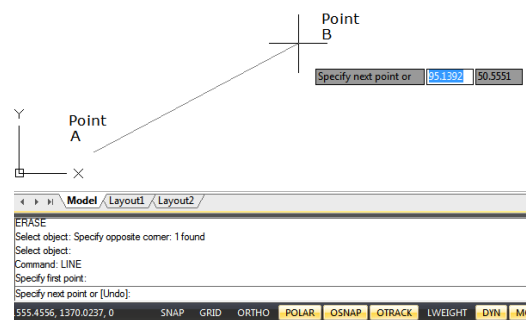 Point
B
Specify next point or 95.1392 50.5551
Y
Point
A
X
Model Layout1 Layout2
ERASE
Select object: Specify opposite corner: 1 found
Select object:
Command: LINE
Specify first point:
Specify next point or [Undo]:
555.4556, 1370.0237, 0 SNAP GRID ORTHO POLAR OSNAP OTRACK LWEIGHT DYN